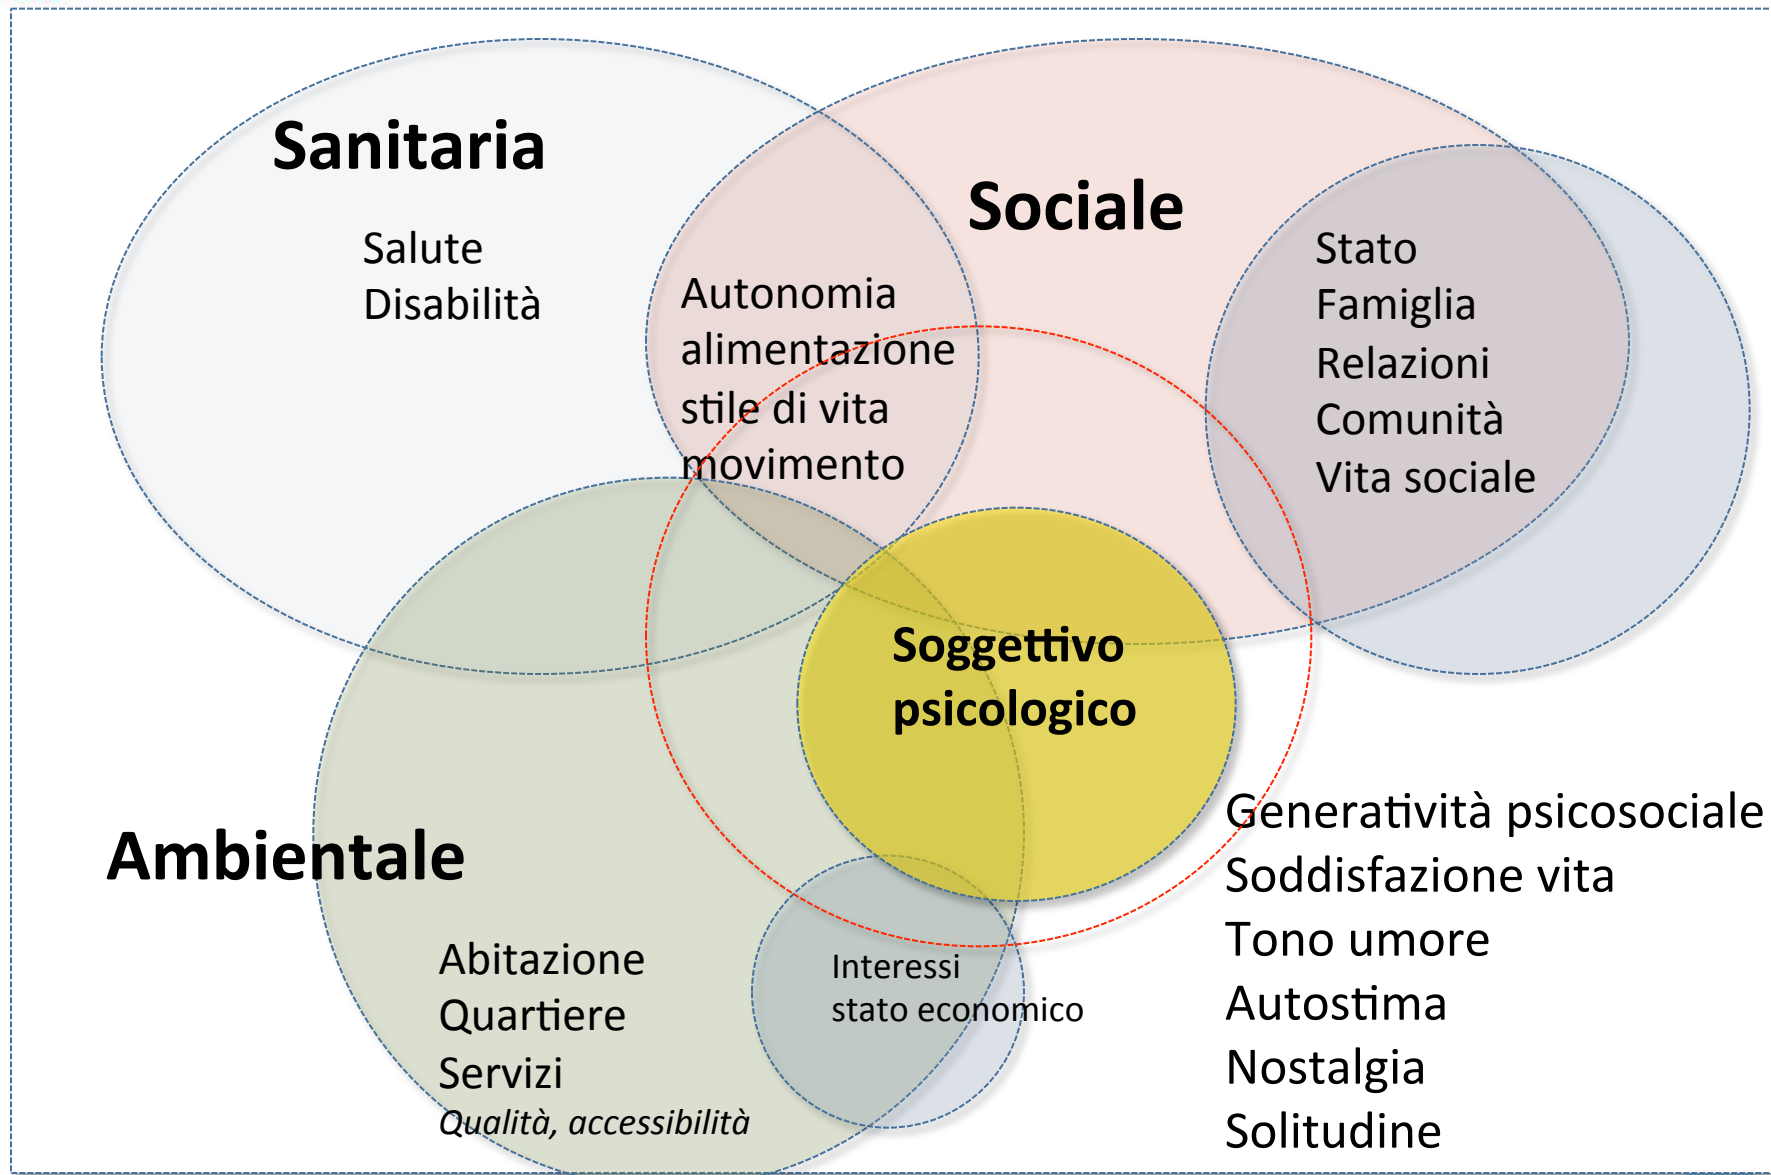 Sanitaria
Salute
Disabilità
Sociale
Autonomia
alimentazione
stile di vita
movimento
Stato
Famiglia
Relazioni
Comunità
Vita sociale
Soggettivo
psicologico
Ambientale
Abitazione
Quartiere
Servizi
Qualità, accessibilità
Interessi
stato economico
Generatività psicosociale
Soddisfazione vita
Tono umore
Autostima
Nostalgia
Solitudine